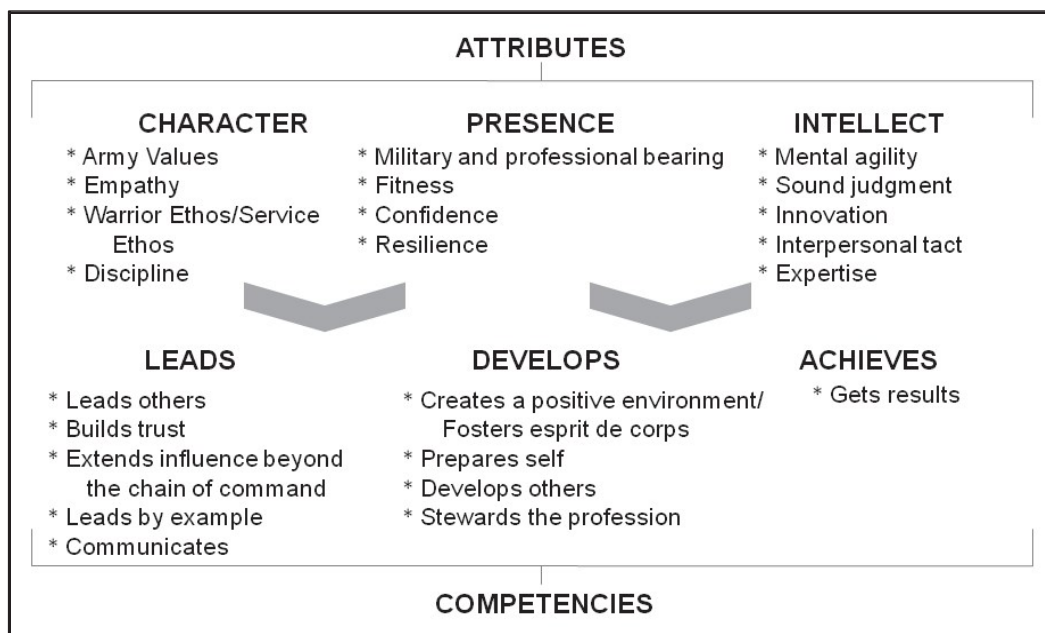 ATTRIBUTES
CHARACTER
* Army Values
* Empathy
* Warrior Ethos/Service
Ethos
* Discipline
PRESENCE
* Military and professional bearing
* Fitness
* Confidence
* Resilience
INTELLECT
* Mental agility
* Sound judgment
* Innovation
* Interpersonal tact
* Expertise
LEADS
* Leads others
* Builds trust
* Extends influence beyond
the chain of command
* Leads by example
* Communicates
DEVELOPS
* Creates a positive environment/
Fosters esprit de corps
* Prepares self
* Develops others
* Stewards the profession
ACHIEVES
* Gets results
COMPETENCIES